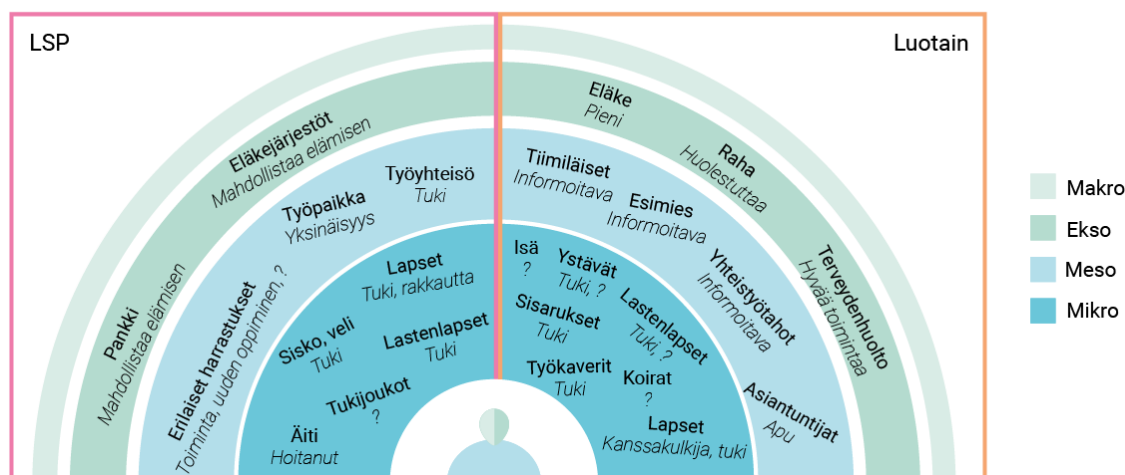 LSP
Pankki
Mahdollistaa elämisen
Eläkejärjestöt
Mahdollistaa elämisen
Erilaiset harrastukset
Toiminta, uuden oppiminen, ?
Työpaikka
Yksinäisyys
Työyhteisö
Tuki
Lapset
Tuki, rakkautta
Sisko, veli
Tuki
Lastenlapset
Tuki
Tukijoukot
?
Äiti
Hoitanut
Luotain
Eläke
Pieni
Raha
Huolestuttaa
Terveydenhuolto
Hyvää toimintaa
Tiimiläiset
Informoitava
Esimies
Informoitava
Yhteistyötahot
Informoitava
Asiantuntijat
Apu
Isä
?
Ystävät
Tuki, ?
Lastenlapset
Tuki, ?
Sisarukset
Tuki
Työkaverit
Tuki
Koirat
?
Lapset
Kanssakulkija, tuki
Makro
Ekso
Meso
Mikro